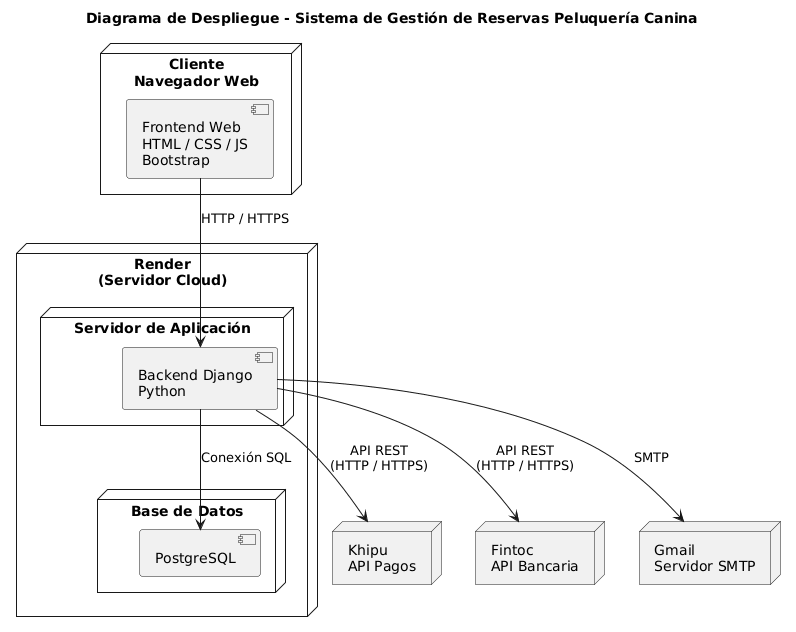 Diagrama de Despliegue - Sistema de Gestión de Reservas Peluquería Canina
Cliente
Navegador Web
Frontend Web
HTML / CSS / JS
Bootstrap
HTTP / HTTPS
Render
(Servidor Cloud)
Servidor de Aplicación
Backend Django
Python
Conexión SQL
API REST
(HTTP / HTTPS)
API REST
(HTTP / HTTPS)
SMTP
Base de Datos
PostgreSQL
Khipu
API Pagos
Fintoc
API Bancaria
Gmail
Servidor SMTP